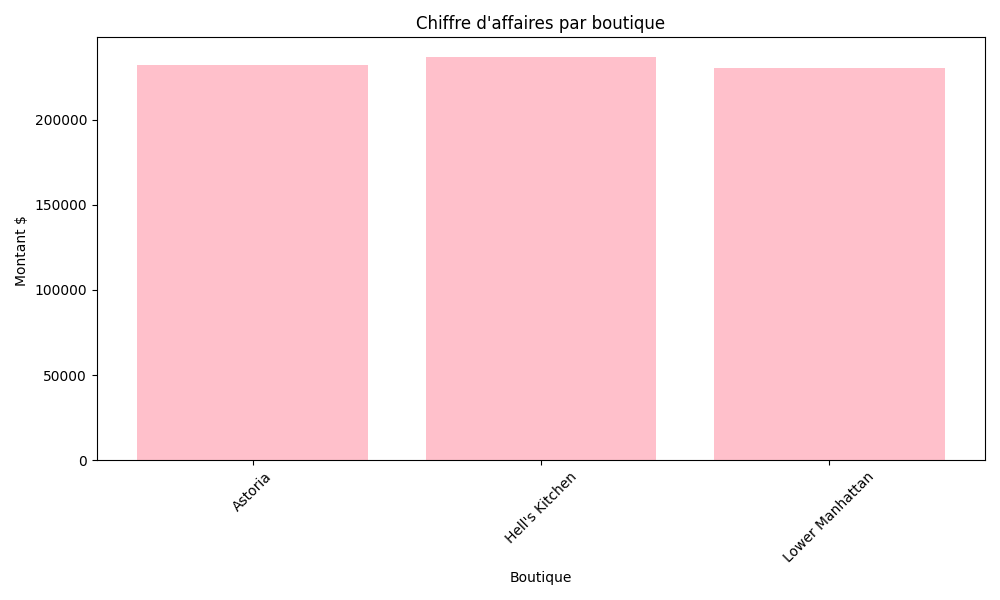 Chiffre d'affaires par boutique
Montant $
200000
150000
100000
50000
0
Astoria
Hell's Kitchen
Lower Manhattan
Boutique